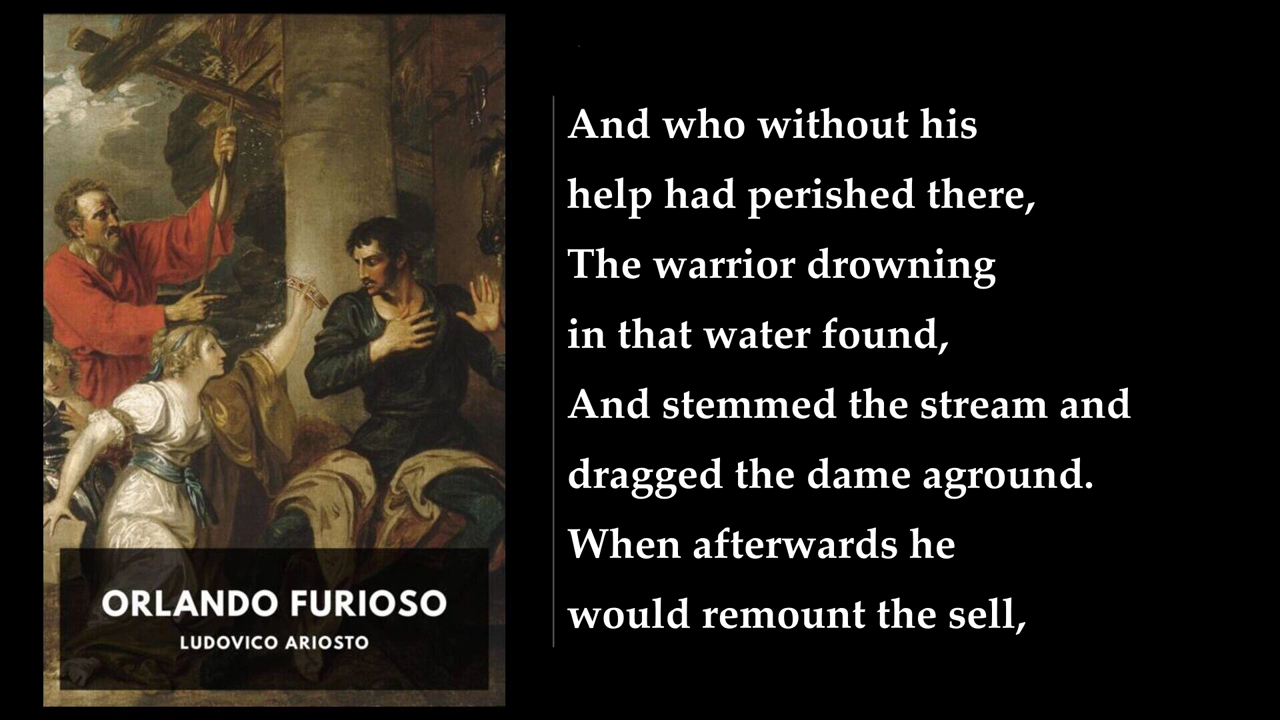 ORLANDO FURIOSO
LUDOVICO ARIOSTO
And who without his
help had perished there,
The warrior drowning
in that water found,
And stemmed the stream and
dragged the dame aground.
When afterwards he
would remount the sell,